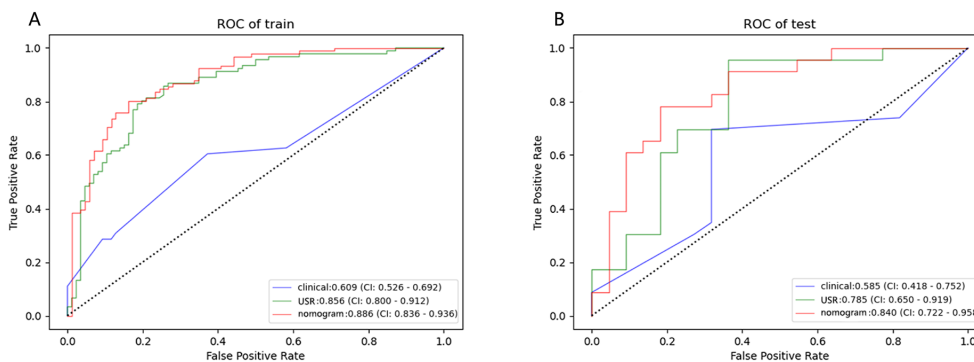 A
ROC of train
1.0
0.8
0.6
0.4
0.2
0.0
True Positive Rate
0.0 0.2 0.4 0.6 0.8 1.0
False Positive Rate
clinical:0.609 (CI: 0.526 - 0.692)
USR:0.856 (CI: 0.800 - 0.912)
nomogram:0.886 (CI: 0.836 - 0.936)
B
ROC of test
1.0
0.8
0.6
0.4
0.2
0.0
True Positive Rate
0.0 0.2 0.4 0.6 0.8 1.0
False Positive Rate
clinical:0.585 (CI: 0.418 - 0.752)
USR:0.785 (CI: 0.650 - 0.919)
nomogram:0.840 (CI: 0.722 - 0.958